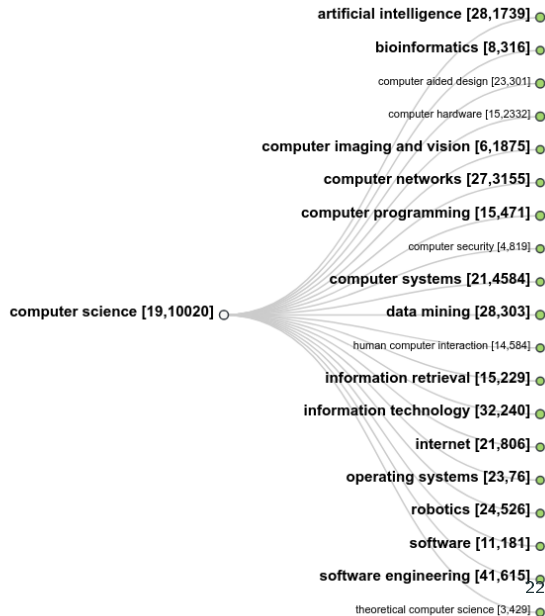 artificial intelligence [28,1739]
bioinformatics [8,316]
computer aided design [23,301]
computer hardware [15,2332]
computer imaging and vision [6,1875]
computer networks [27,3155]
computer programming [15,471]
computer security [4,819]
computer systems [21,4584]
computer science [19,10020]
data mining [28,303]
human computer interaction [14,584]
information retrieval [15,229]
information technology [32,240]
internet [21,806]
operating systems [23,76]
robotics [24,526]
software [11,181]
software engineering [41,615]
22
theoretical computer science [3,429]